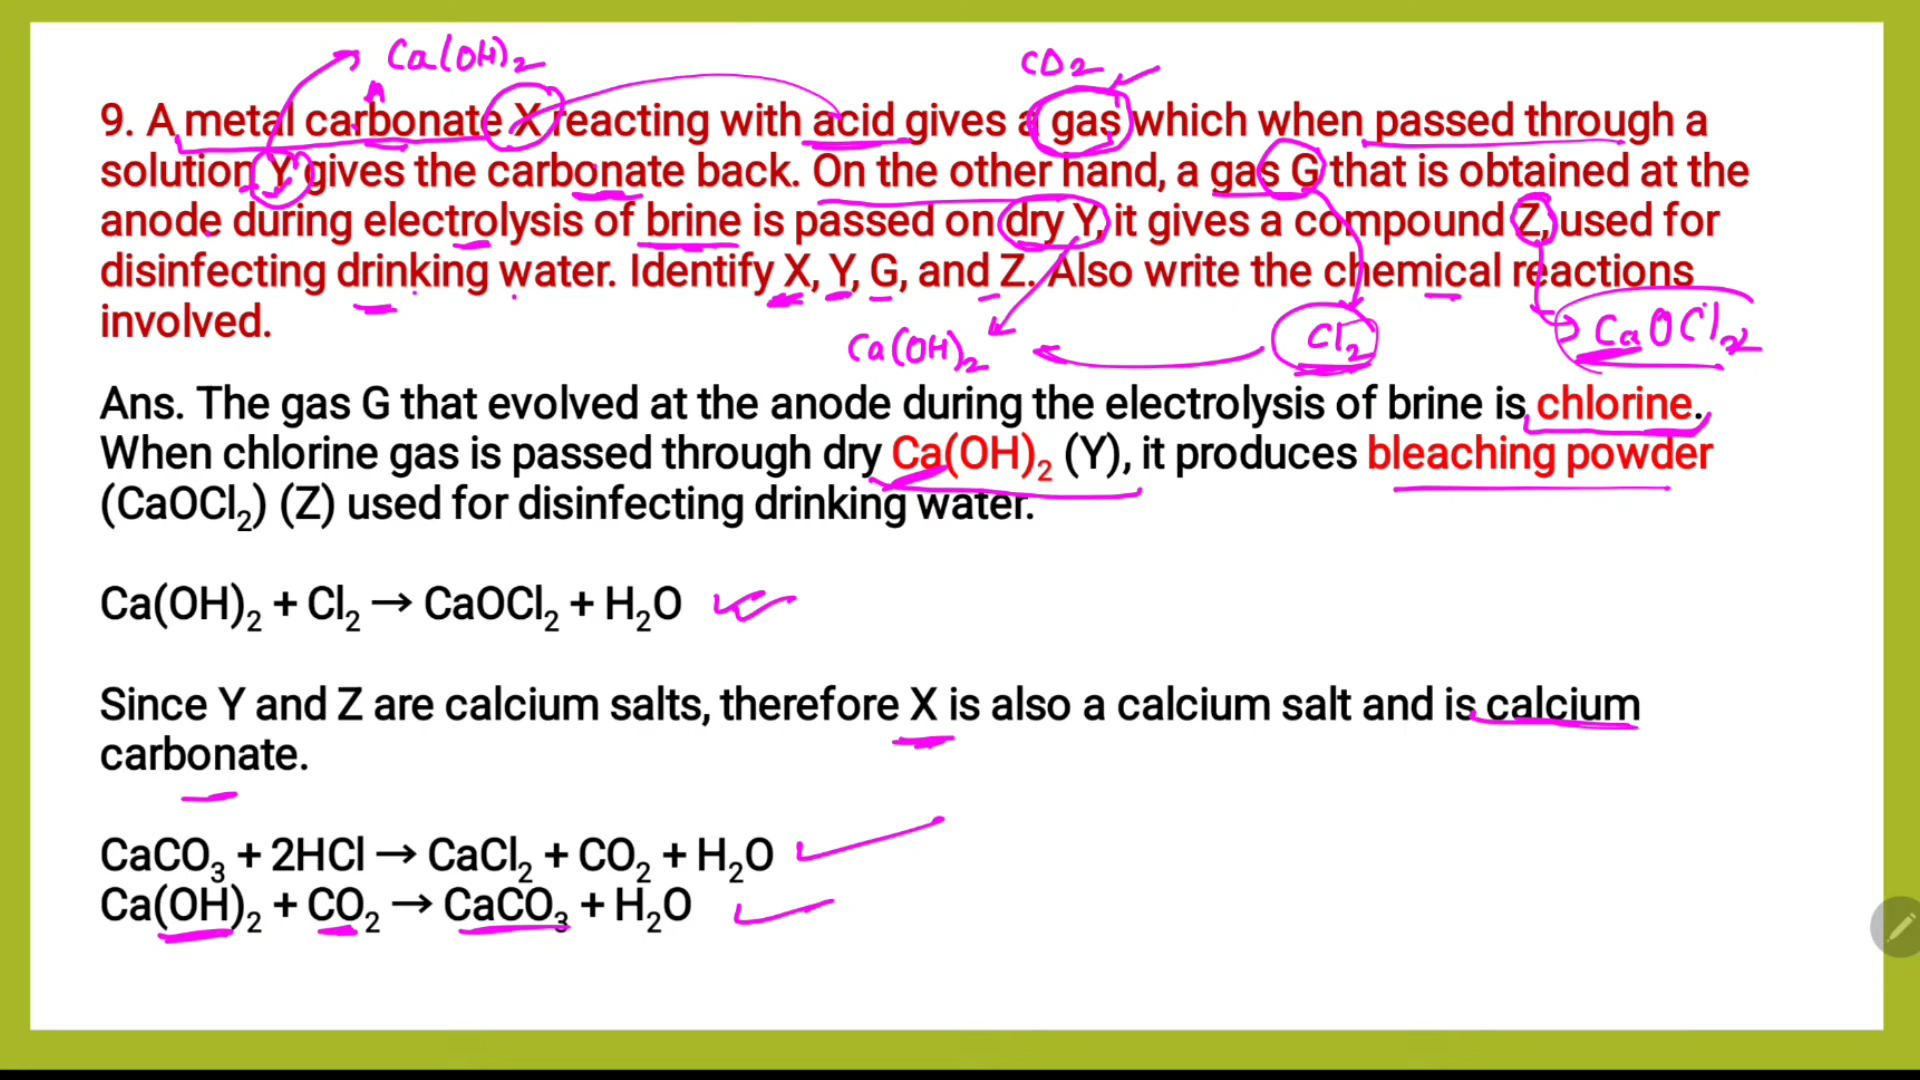 Ca(OH)2 CO2
9. A metal carbonate X reacting with acid gives a gas which when passed through a
solution Y gives the carbonate back. On the other hand, a gas G that is obtained at the
anode during electrolysis of brine is passed on dry Y, it gives a compound Z, used for
disinfecting drinking water. Identify X, Y, G, and Z. Also write the chemical reactions
involved.
Ca(OH)2 Cl2 CaOCl2
Ans. The gas G that evolved at the anode during the electrolysis of brine is chlorine.
When chlorine gas is passed through dry Ca(OH)₂ (Y), it produces bleaching powder
(CaOCl₂) (Z) used for disinfecting drinking water.
Ca(OH)₂ + Cl₂ → CaOCl₂ + H₂O
Since Y and Z are calcium salts, therefore X is also a calcium salt and is calcium
carbonate.
CaCO₃ + 2HCl → CaCl₂ + CO₂ + H₂O
Ca(OH)₂ + CO₂ → CaCO₃ + H₂O